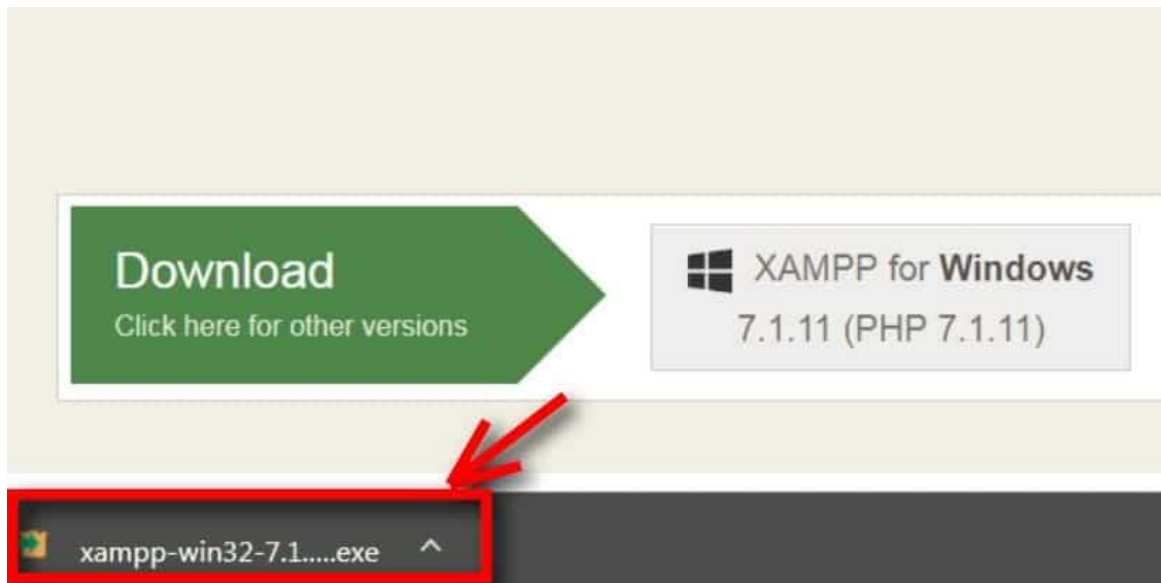 Download
Click here for other versions
XAMPP for Windows
7.1.11 (PHP 7.1.11)
xampp-win32-7.1.....exe